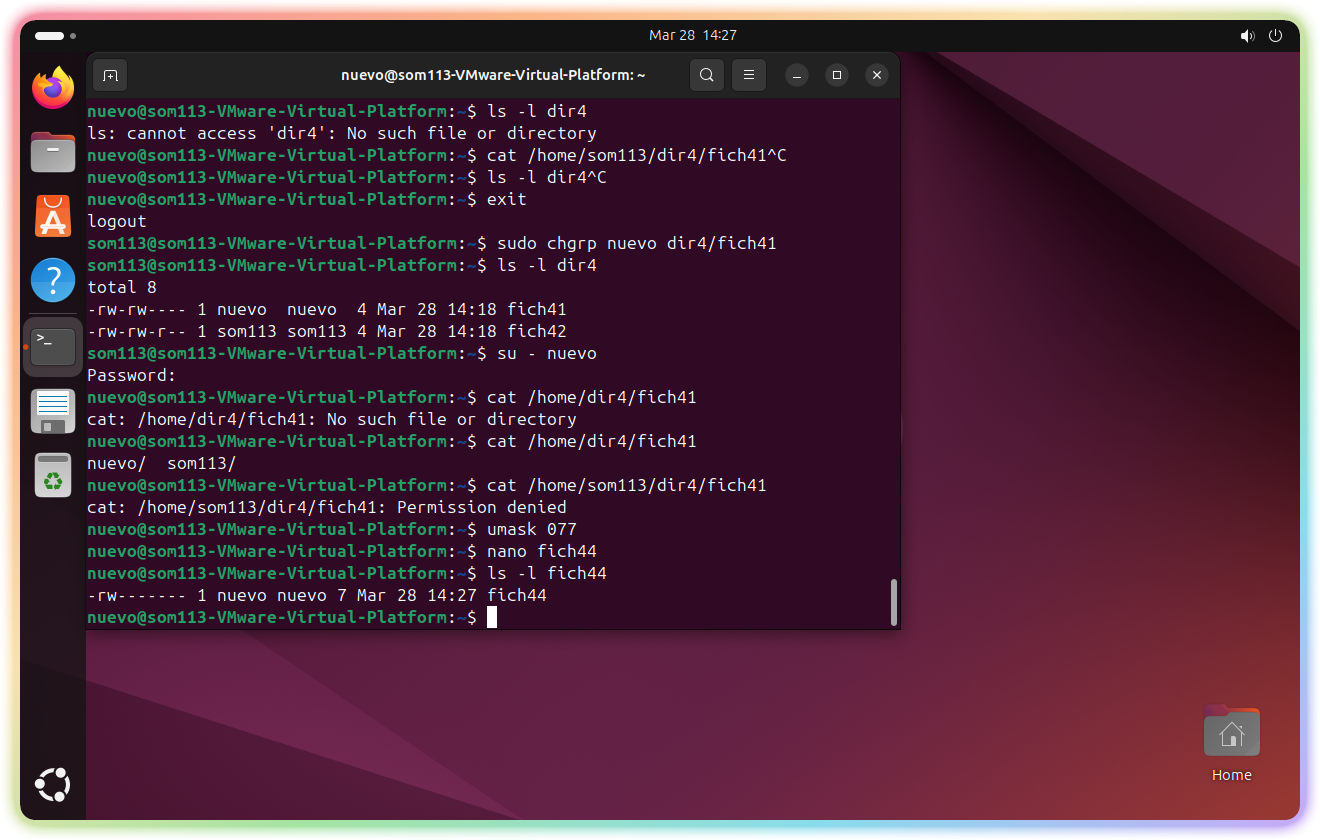 Mar 28 14:27
nuevo@som113-VMware-Virtual-Platform: ~
nuevo@som113-VMware-Virtual-Platform:~$ ls -l dir4
ls: cannot access 'dir4': No such file or directory
nuevo@som113-VMware-Virtual-Platform:~$ cat /home/som113/dir4/fich41^C
nuevo@som113-VMware-Virtual-Platform:~$ ls -l dir4^C
nuevo@som113-VMware-Virtual-Platform:~$ exit
logout
som113@som113-VMware-Virtual-Platform:~$ sudo chgrp nuevo dir4/fich41
som113@som113-VMware-Virtual-Platform:~$ ls -l dir4
total 8
-rw-rw---- 1 nuevo  nuevo  4 Mar 28 14:18 fich41
-rw-rw-r-- 1 som113 som113 4 Mar 28 14:18 fich42
som113@som113-VMware-Virtual-Platform:~$ su - nuevo
Password:
nuevo@som113-VMware-Virtual-Platform:~$ cat /home/dir4/fich41
cat: /home/dir4/fich41: No such file or directory
nuevo@som113-VMware-Virtual-Platform:~$ cat /home/dir4/fich41
nuevo/  som113/
nuevo@som113-VMware-Virtual-Platform:~$ cat /home/som113/dir4/fich41
cat: /home/som113/dir4/fich41: Permission denied
nuevo@som113-VMware-Virtual-Platform:~$ umask 077
nuevo@som113-VMware-Virtual-Platform:~$ nano fich44
nuevo@som113-VMware-Virtual-Platform:~$ ls -l fich44
-rw------- 1 nuevo nuevo 7 Mar 28 14:27 fich44
nuevo@som113-VMware-Virtual-Platform:~$
Home